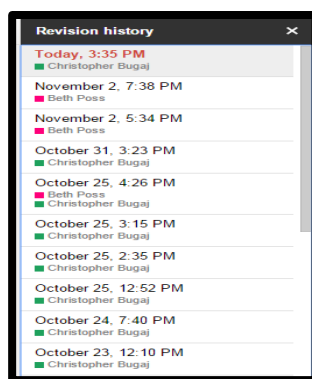 Revision history ×
Today, 3:35 PM
Christopher Bugaj
November 2, 7:38 PM
Beth Poss
November 2, 5:34 PM
Beth Poss
October 31, 3:23 PM
Christopher Bugaj
October 25, 4:26 PM
Beth Poss
Christopher Bugaj
October 25, 3:15 PM
Christopher Bugaj
October 25, 2:35 PM
Christopher Bugaj
October 25, 12:52 PM
Christopher Bugaj
October 24, 7:40 PM
Christopher Bugaj
October 23, 12:10 PM
Christopher Bugaj